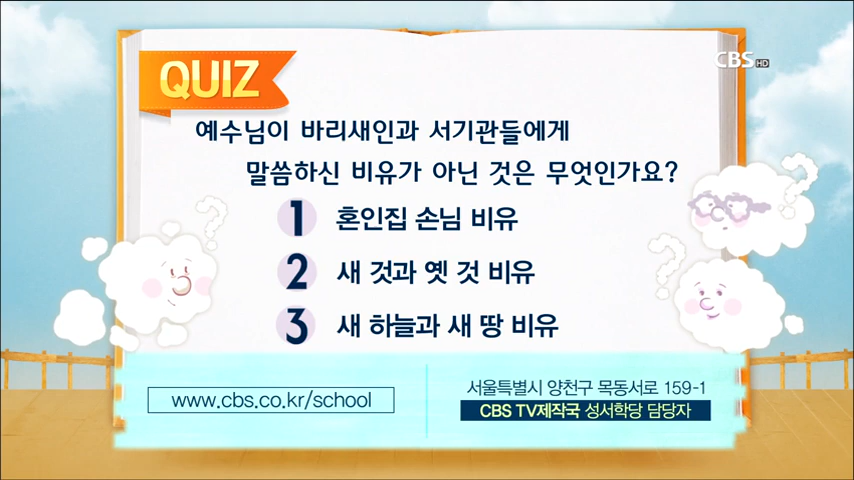 CBS HD
QUIZ
예수님이 바리새인과 서기관들에게
말씀하신 비유가 아닌 것은 무엇인가요?
1 혼인집 손님 비유
2 새 것과 옛 것 비유
3 새 하늘과 새 땅 비유
www.cbs.co.kr/school
서울특별시 양천구 목동서로 159-1
CBS TV제작국 성서학당 담당자